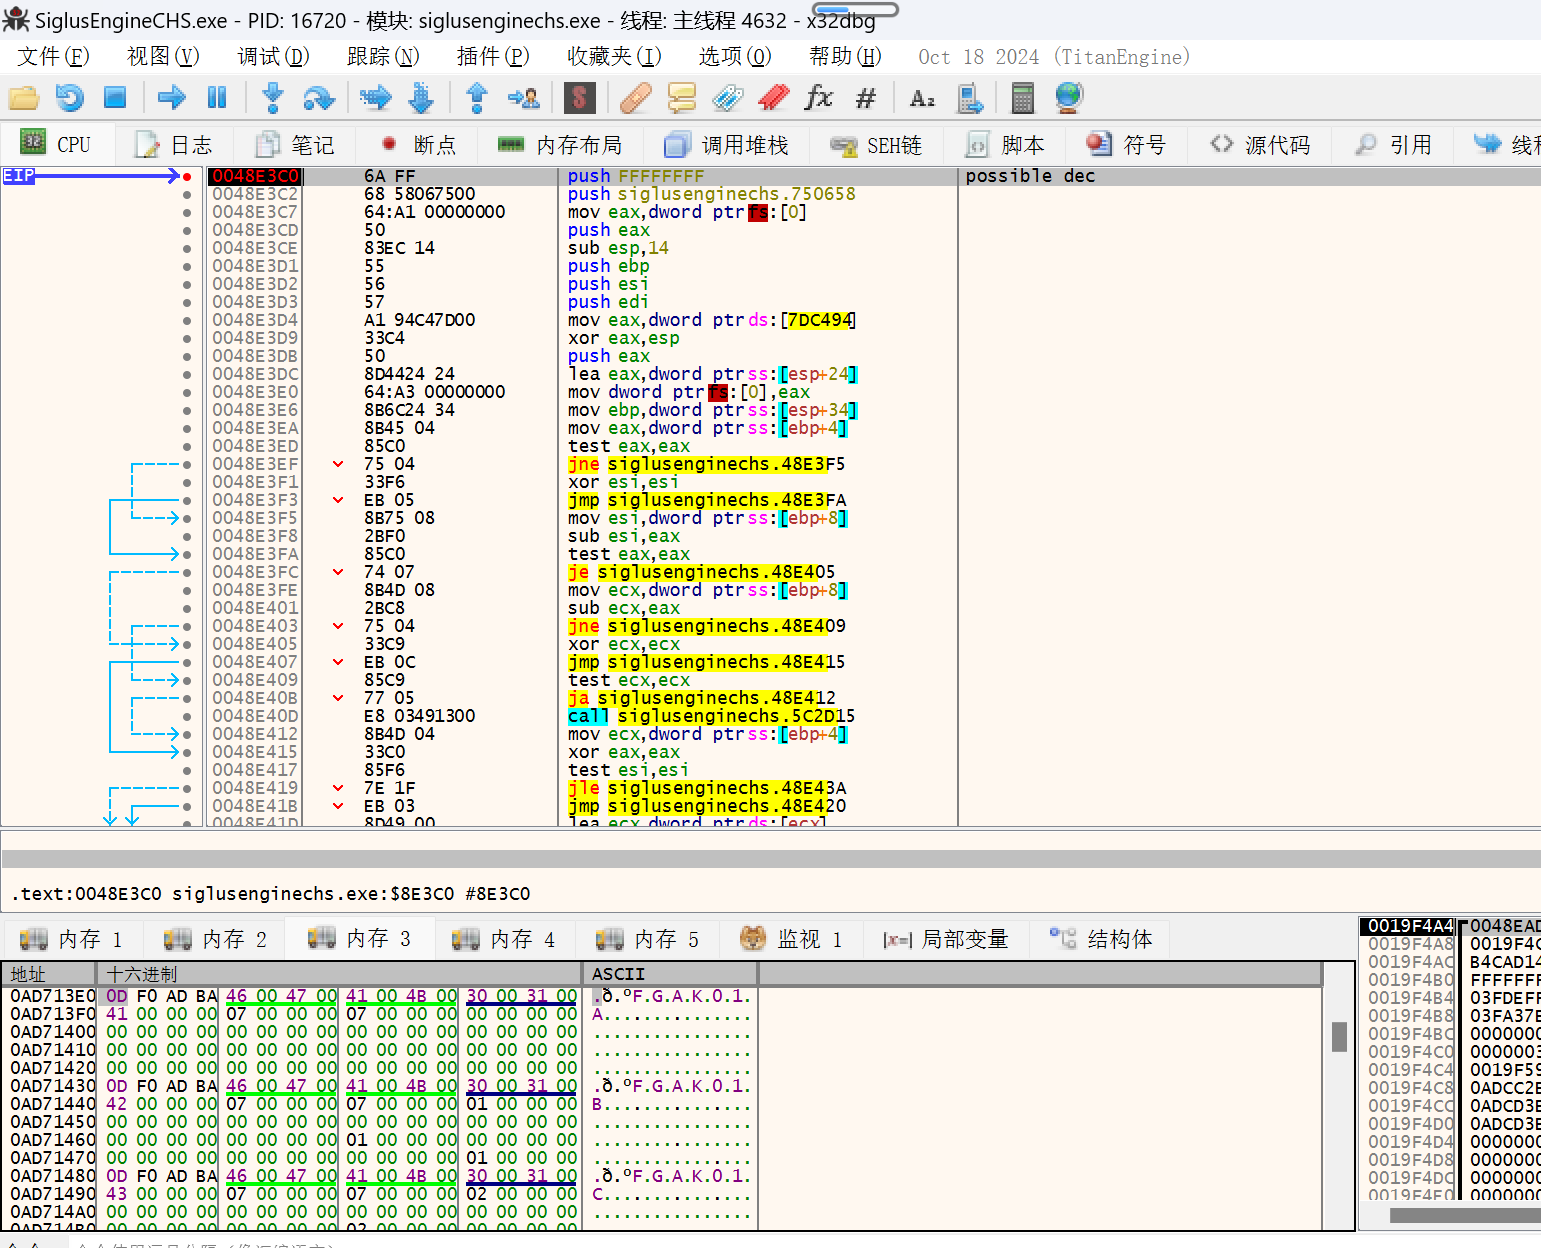 SiglusEngineCHS.exe - PID: 16720 - 模块: siglusenginechs.exe - 线程: 主线程 4632 - x32dbg
文件(F) 视图(V) 调试(D) 跟踪(N) 插件(P) 收藏夹(I) 选项(O) 帮助(H) Oct 18 2024 (TitanEngine)
CPU 日志 笔记 断点 内存布局 调用堆栈 SEH链 脚本 符号 源代码 引用
EIP 0048E3C0 6A FF push FFFFFFFF possible dec
0048E3C2 68 58067500 push siglusenginechs.750658
0048E3C7 64:A1 00000000 mov eax,dword ptr fs:[0]
0048E3CD 50 push eax
0048E3CE 83EC 14 sub esp,14
0048E3D1 55 push ebp
0048E3D2 56 push esi
0048E3D3 57 push edi
0048E3D4 A1 94C47D00 mov eax,dword ptr ds:[7DC494]
0048E3D9 33C4 xor eax,esp
0048E3DB 50 push eax
0048E3DC 8D4424 24 lea eax,dword ptr ss:[esp+24]
0048E3E0 64:A3 00000000 mov dword ptr fs:[0],eax
0048E3E6 8B6C24 34 mov ebp,dword ptr ss:[esp+34]
0048E3EA 8B45 04 mov eax,dword ptr ss:[ebp+4]
0048E3ED 85C0 test eax,eax
0048E3EF 75 04 jne siglusenginechs.48E3F5
0048E3F1 33F6 xor esi,esi
0048E3F3 EB 05 jmp siglusenginechs.48E3FA
0048E3F5 8B75 08 mov esi,dword ptr ss:[ebp+8]
0048E3F8 2BF0 sub esi,eax
0048E3FA 85C0 test eax,eax
0048E3FC 74 07 je siglusenginechs.48E405
0048E3FE 8B4D 08 mov ecx,dword ptr ss:[ebp+8]
0048E401 2BC8 sub ecx,eax
0048E403 75 04 jne siglusenginechs.48E409
0048E405 33C9 xor ecx,ecx
0048E407 EB 0C jmp siglusenginechs.48E415
0048E409 85C9 test ecx,ecx
0048E40B 77 05 ja siglusenginechs.48E412
0048E40D E8 03491300 call siglusenginechs.5C2D15
0048E412 8B4D 04 mov ecx,dword ptr ss:[ebp+4]
0048E415 33C0 xor eax,eax
0048E417 85F6 test esi,esi
0048E419 7E 1F jle siglusenginechs.48E43A
0048E41B EB 03 jmp siglusenginechs.48E420
0048E41D 8D49 00 lea ecx,dword ptr ds:[ecx]
.text:0048E3C0 siglusenginechs.exe:$8E3C0 #8E3C0
内存 1 内存 2 内存 3 内存 4 内存 5 监视 1 [x=] 局部变量 结构体
地址 十六进制 ASCII
0AD713E0 0D F0 AD BA 46 00 47 00 41 00 4B 00 30 00 31 00 .ð.ºF.G.A.K.0.1.
0AD713F0 41 00 00 00 07 00 00 00 07 00 00 00 00 00 00 00 A...............
0AD71400 00 00 00 00 00 00 00 00 00 00 00 00 00 00 00 00 ................
0AD71410 00 00 00 00 00 00 00 00 00 00 00 00 00 00 00 00 ................
0AD71420 00 00 00 00 00 00 00 00 00 00 00 00 00 00 00 00
0AD71430 0D F0 AD BA 46 00 47 00 41 00 4B 00 30 00 31 00 .ð.ºF.G.A.K.0.1.
0AD71440 42 00 00 00 07 00 00 00 07 00 00 00 01 00 00 00 B...............
0AD71450 00 00 00 00 00 00 00 00 00 00 00 00 00 00 00 00 ................
0AD71460 00 00 00 00 00 00 00 00 01 00 00 00 00 00 00 00 ................
0AD71470 00 00 00 00 00 00 00 00 00 00 00 00 01 00 00 00 ................
0AD71480 0D F0 AD BA 46 00 47 00 41 00 4B 00 30 00 31 00 .ð.ºF.G.A.K.0.1.
0AD71490 43 00 00 00 07 00 00 00 07 00 00 00 02 00 00 00 C...............
0AD714A0 00 00 00 00 00 00 00 00 00 00 00 00 00 00 00 00 ................
0019F4A4 0048EAD
0019F4A8 0019F4C
0019F4AC B4CAD14
0019F4B0 FFFFFFF
0019F4B4 03FDEFF
0019F4B8 03FA37E
0019F4BC 0000000
0019F4C0 0000003
0019F4C4 0019F59
0019F4C8 0ADCC2E
0019F4CC 0ADCD3E
0019F4D0 0ADCD3E
0019F4D4 0000000
0019F4D8 0000000
0019F4DC 0000000
0019F4E0 0000000